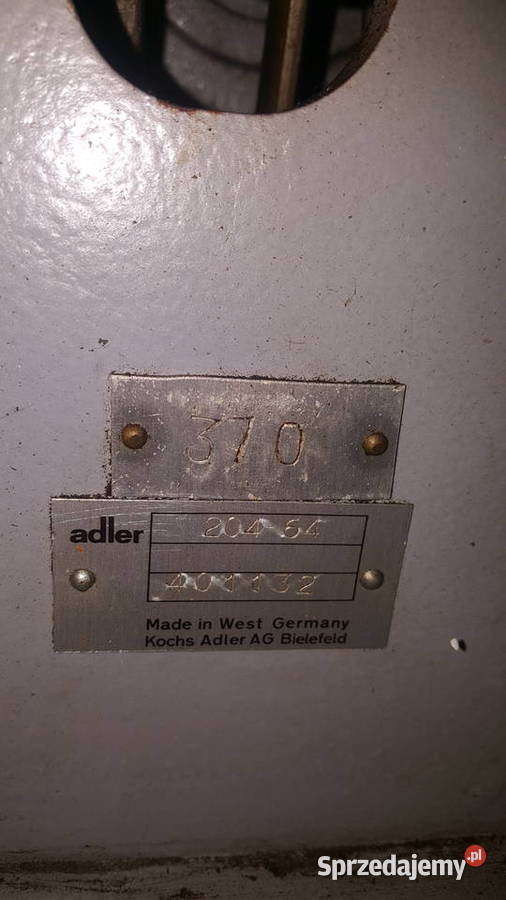 370
adler
204-64
401132
Made in West Germany
Kochs Adler AG Bielefeld
Sprzedajemy.pl